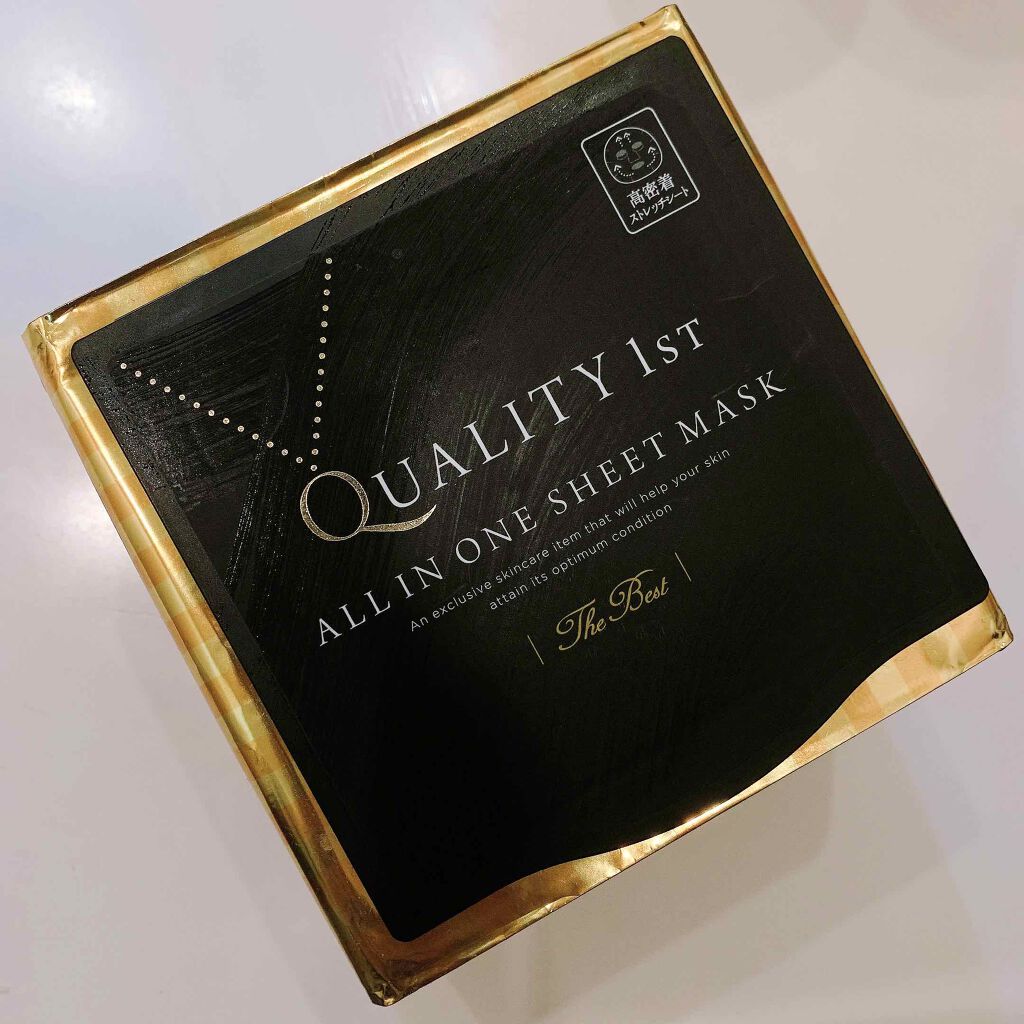 高密着
ストレッチシート
QUALITY 1ST
ALL IN ONE SHEET MASK
An exclusive skincare item that will help your skin
attain its optimum condition
The Best